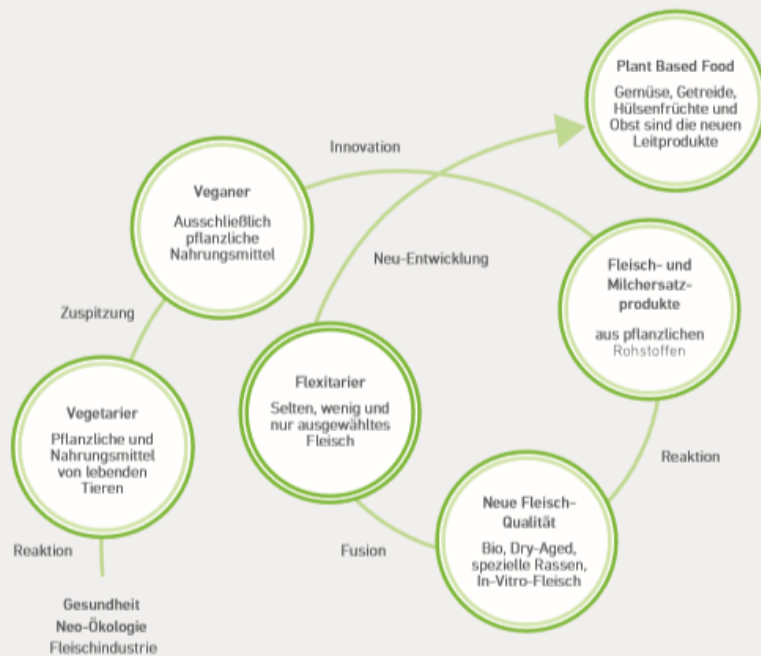 Plant Based Food
Gemüse, Getreide,
Hülsenfrüchte und
Obst sind die neuen
Leitprodukte
Innovation
Veganer
Ausschließlich
pflanzliche
Nahrungsmittel
Neu-Entwicklung
Fleisch- und
Milchersatz-
produkte
aus pflanzlichen
Rohstoffen
Zuspitzung
Flexitarier
Selten, wenig und
nur ausgewähltes
Fleisch
Vegetarier
Pflanzliche und
Nahrungsmittel
von lebenden
Tieren
Reaktion
Neue Fleisch-
Qualität
Bio, Dry-Aged,
spezielle Rassen,
In-Vitro-Fleisch
Reaktion
Fusion
Gesundheit
Neo-Ökologie
Fleischindustrie